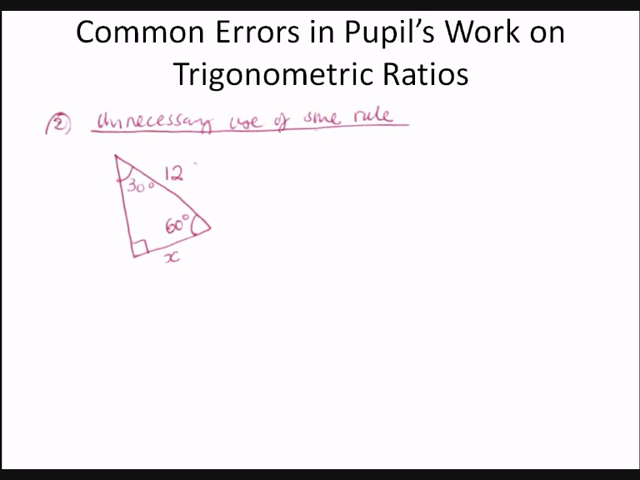 Common Errors in Pupil's Work on
Trigonometric Ratios
(2) Unnecessary use of sine rule
12
30°
60°
x